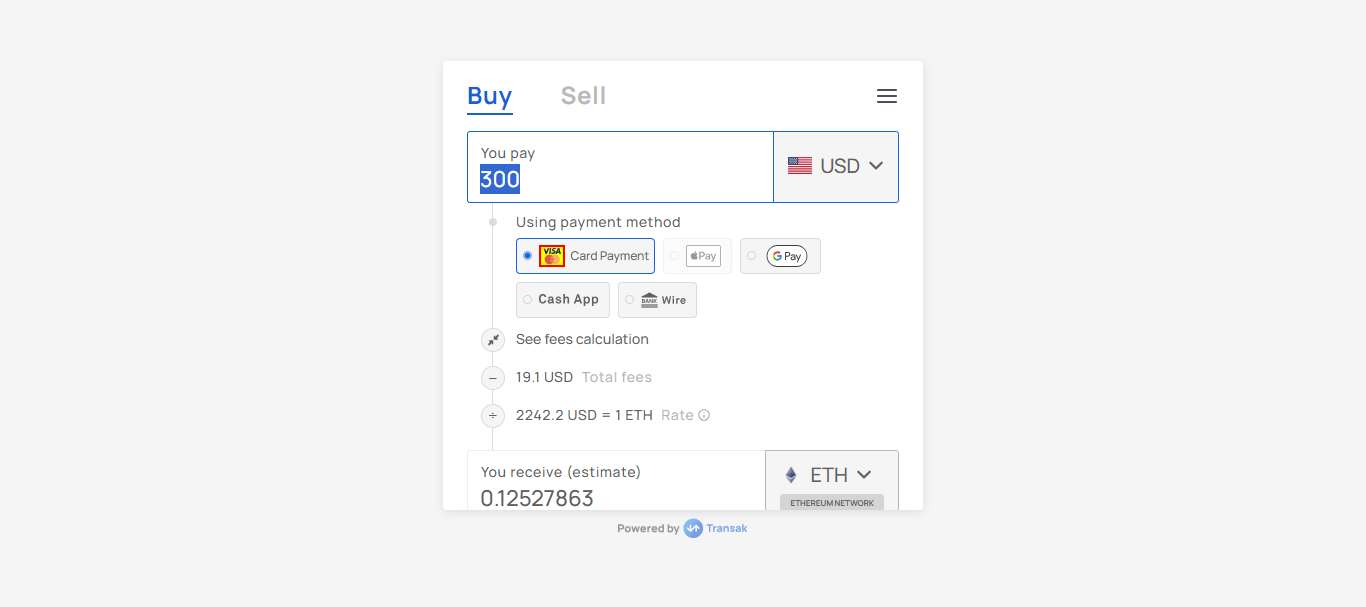 Buy Sell
You pay
300
USD
Using payment method
VISA Card Payment
Pay
G Pay
Cash App
BANK Wire
See fees calculation
19.1 USD Total fees
2242.2 USD = 1 ETH Rate
You receive (estimate)
0.12527863
ETH
ETHEREUM NETWORK
Powered by Transak